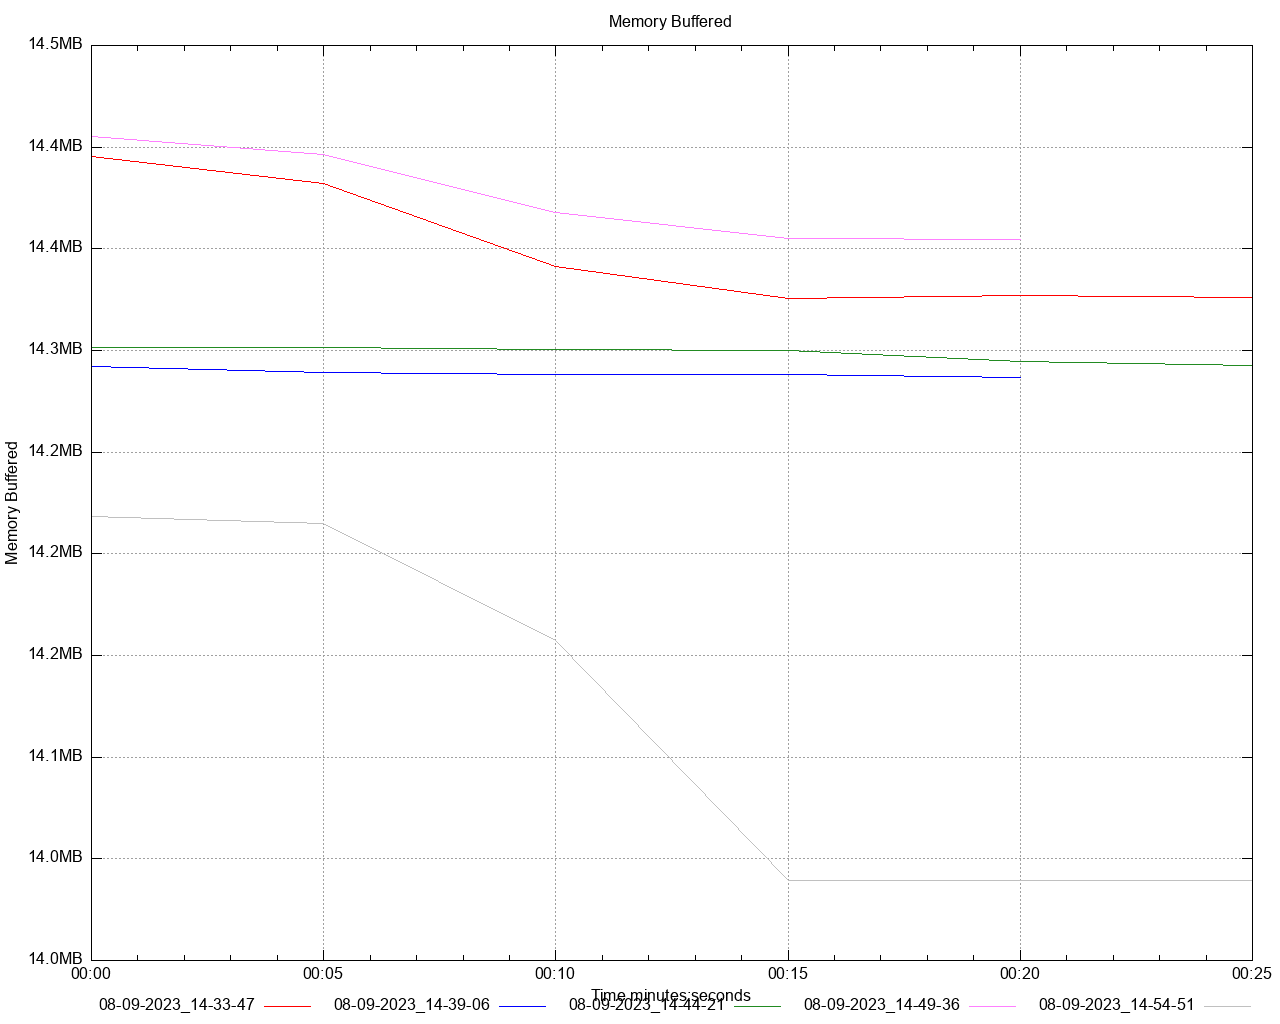 Memory Buffered
14.5MB
14.4MB
14.4MB
14.3MB
14.2MB
14.2MB
14.2MB
14.1MB
14.0MB
14.0MB
Memory Buffered
00:00 00:05 00:10 00:15 00:20 00:25
Time minutes:seconds
08-09-2023_14-33-47 08-09-2023_14-39-06 08-09-2023_14-44-21 08-09-2023_14-49-36 08-09-2023_14-54-51